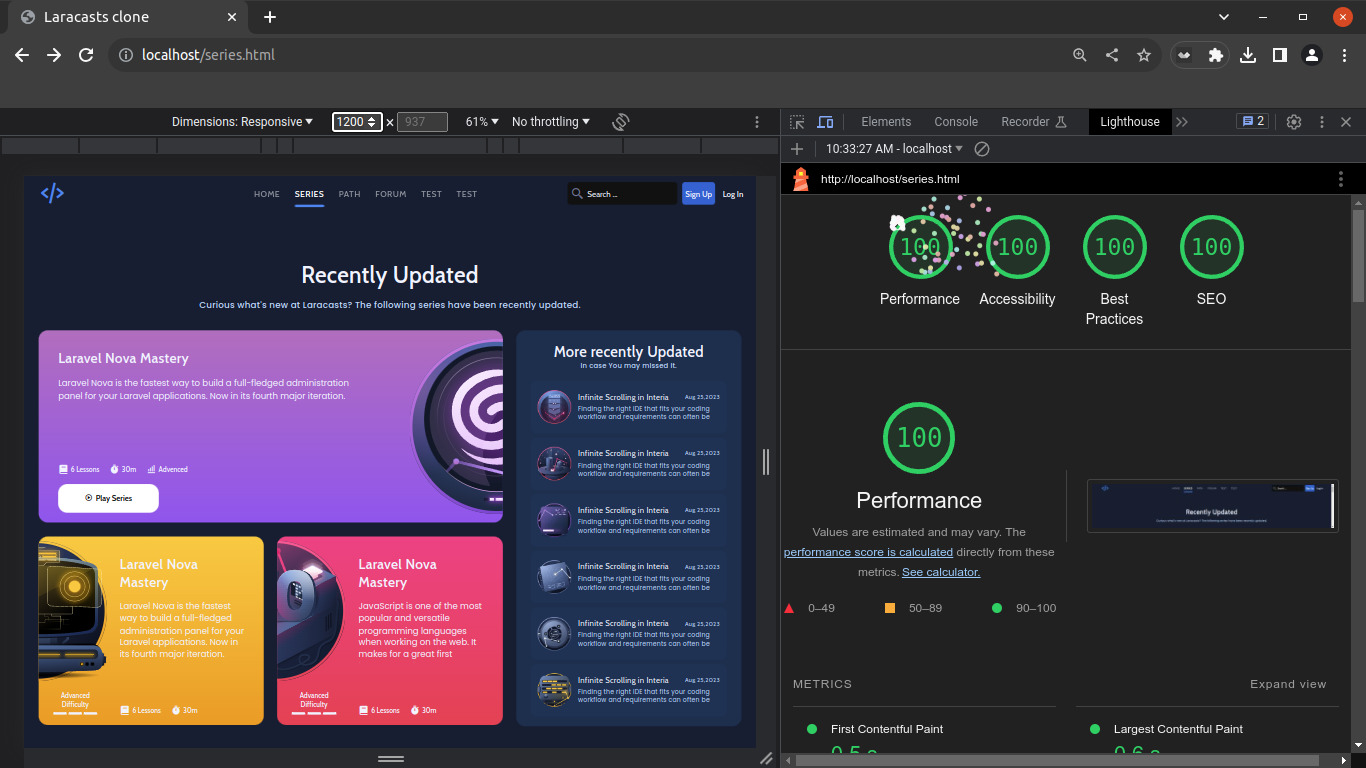 Laracasts clone
localhost/series.html
Dimensions: Responsive
1200 × 937
61%
No throttling
Elements
Console
Recorder
Lighthouse
2
10:33:27 AM - localhost
http://localhost/series.html
</>
HOME
SERIES
PATH
FORUM
TEST
TEST
Search ...
Sign Up
Log In
Recently Updated
Curious what's new at Laracasts? The following series have been recently updated.
Laravel Nova Mastery
Laravel Nova is the fastest way to build a full-fledged administration
panel for your Laravel applications. Now in its fourth major iteration.
6 Lessons
30m
Advanced
Play Series
Laravel Nova
Mastery
Laravel Nova is the fastest
way to build a full-fledged
administration panel for your
Laravel applications. Now in
its fourth major iteration.
Advanced
Difficulty
6 Lessons
30m
Laravel Nova
Mastery
JavaScript is one of the most
popular and versatile
programming languages
when working on the web. It
makes for a great first
Advanced
Difficulty
6 Lessons
30m
More recently Updated
In case You may missed it.
Infinite Scrolling in Interia
Aug 25,2023
Finding the right IDE that fits your coding
workflow and requirements can often be
Infinite Scrolling in Interia
Aug 25,2023
Finding the right IDE that fits your coding
workflow and requirements can often be
Infinite Scrolling in Interia
Aug 25,2023
Finding the right IDE that fits your coding
workflow and requirements can often be
Infinite Scrolling in Interia
Aug 25,2023
Finding the right IDE that fits your coding
workflow and requirements can often be
Infinite Scrolling in Interia
Aug 25,2023
Finding the right IDE that fits your coding
workflow and requirements can often be
Infinite Scrolling in Interia
Aug 25,2023
Finding the right IDE that fits your coding
workflow and requirements can often be
100
100
100
100
Performance
Accessibility
Best
Practices
SEO
100
Performance
Values are estimated and may vary. The
performance score is calculated directly from these
metrics. See calculator.
0–49
50–89
90–100
Recently Updated
METRICS
Expand view
First Contentful Paint
0.5 s
Largest Contentful Paint
0.6 s